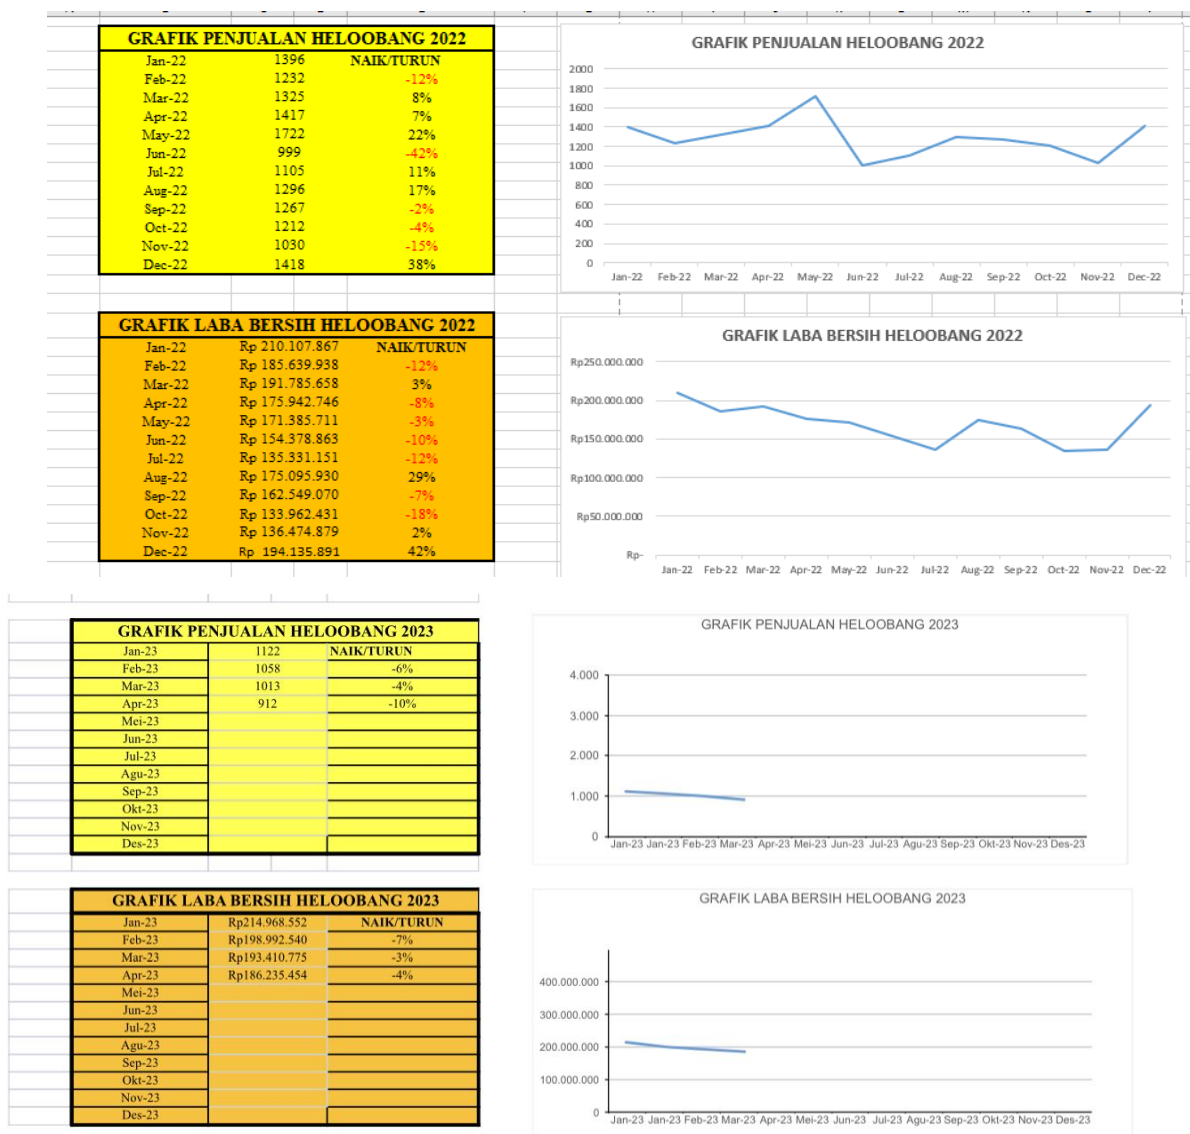 GRAFIK PENJUALAN HELOOBANG 2022
Jan-22 1396 NAIK/TURUN
Feb-22 1232 -12%
Mar-22 1325 8%
Apr-22 1417 7%
May-22 1722 22%
Jun-22 999 -42%
Jul-22 1105 11%
Aug-22 1296 17%
Sep-22 1267 -2%
Oct-22 1212 -4%
Nov-22 1030 -15%
Dec-22 1418 38%
GRAFIK PENJUALAN HELOOBANG 2022
2000
1800
1600
1400
1200
1000
800
600
400
200
0
Jan-22 Feb-22 Mar-22 Apr-22 May-22 Jun-22 Jul-22 Aug-22 Sep-22 Oct-22 Nov-22 Dec-22
GRAFIK LABA BERSIH HELOOBANG 2022
Jan-22 Rp 210.107.867 NAIK/TURUN
Feb-22 Rp 185.639.938 -12%
Mar-22 Rp 191.785.658 3%
Apr-22 Rp 175.942.746 -8%
May-22 Rp 171.385.711 -3%
Jun-22 Rp 154.378.863 -10%
Jul-22 Rp 135.331.151 -12%
Aug-22 Rp 175.095.930 29%
Sep-22 Rp 162.549.070 -7%
Oct-22 Rp 133.962.431 -18%
Nov-22 Rp 136.474.879 2%
Dec-22 Rp 194.135.891 42%
GRAFIK LABA BERSIH HELOOBANG 2022
Rp250.000.000
Rp200.000.000
Rp150.000.000
Rp100.000.000
Rp50.000.000
Rp-
Jan-22 Feb-22 Mar-22 Apr-22 May-22 Jun-22 Jul-22 Aug-22 Sep-22 Oct-22 Nov-22 Dec-22
GRAFIK PENJUALAN HELOOBANG 2023
Jan-23 1122 NAIK/TURUN
Feb-23 1058 -6%
Mar-23 1013 -4%
Apr-23 912 -10%
Mei-23
Jun-23
Jul-23
Agu-23
Sep-23
Okt-23
Nov-23
Des-23
GRAFIK PENJUALAN HELOOBANG 2023
4.000
3.000
2.000
1.000
0
Jan-23 Jan-23 Feb-23 Mar-23 Apr-23 Mei-23 Jun-23 Jul-23 Agu-23 Sep-23 Okt-23 Nov-23 Des-23
GRAFIK LABA BERSIH HELOOBANG 2023
Jan-23 Rp214.968.552 NAIK/TURUN
Feb-23 Rp198.992.540 -7%
Mar-23 Rp193.410.775 -3%
Apr-23 Rp186.235.454 -4%
Mei-23
Jun-23
Jul-23
Agu-23
Sep-23
Okt-23
Nov-23
Des-23
GRAFIK LABA BERSIH HELOOBANG 2023
400.000.000
300.000.000
200.000.000
100.000.000
0
Jan-23 Jan-23 Feb-23 Mar-23 Apr-23 Mei-23 Jun-23 Jul-23 Agu-23 Sep-23 Okt-23 Nov-23 Des-23